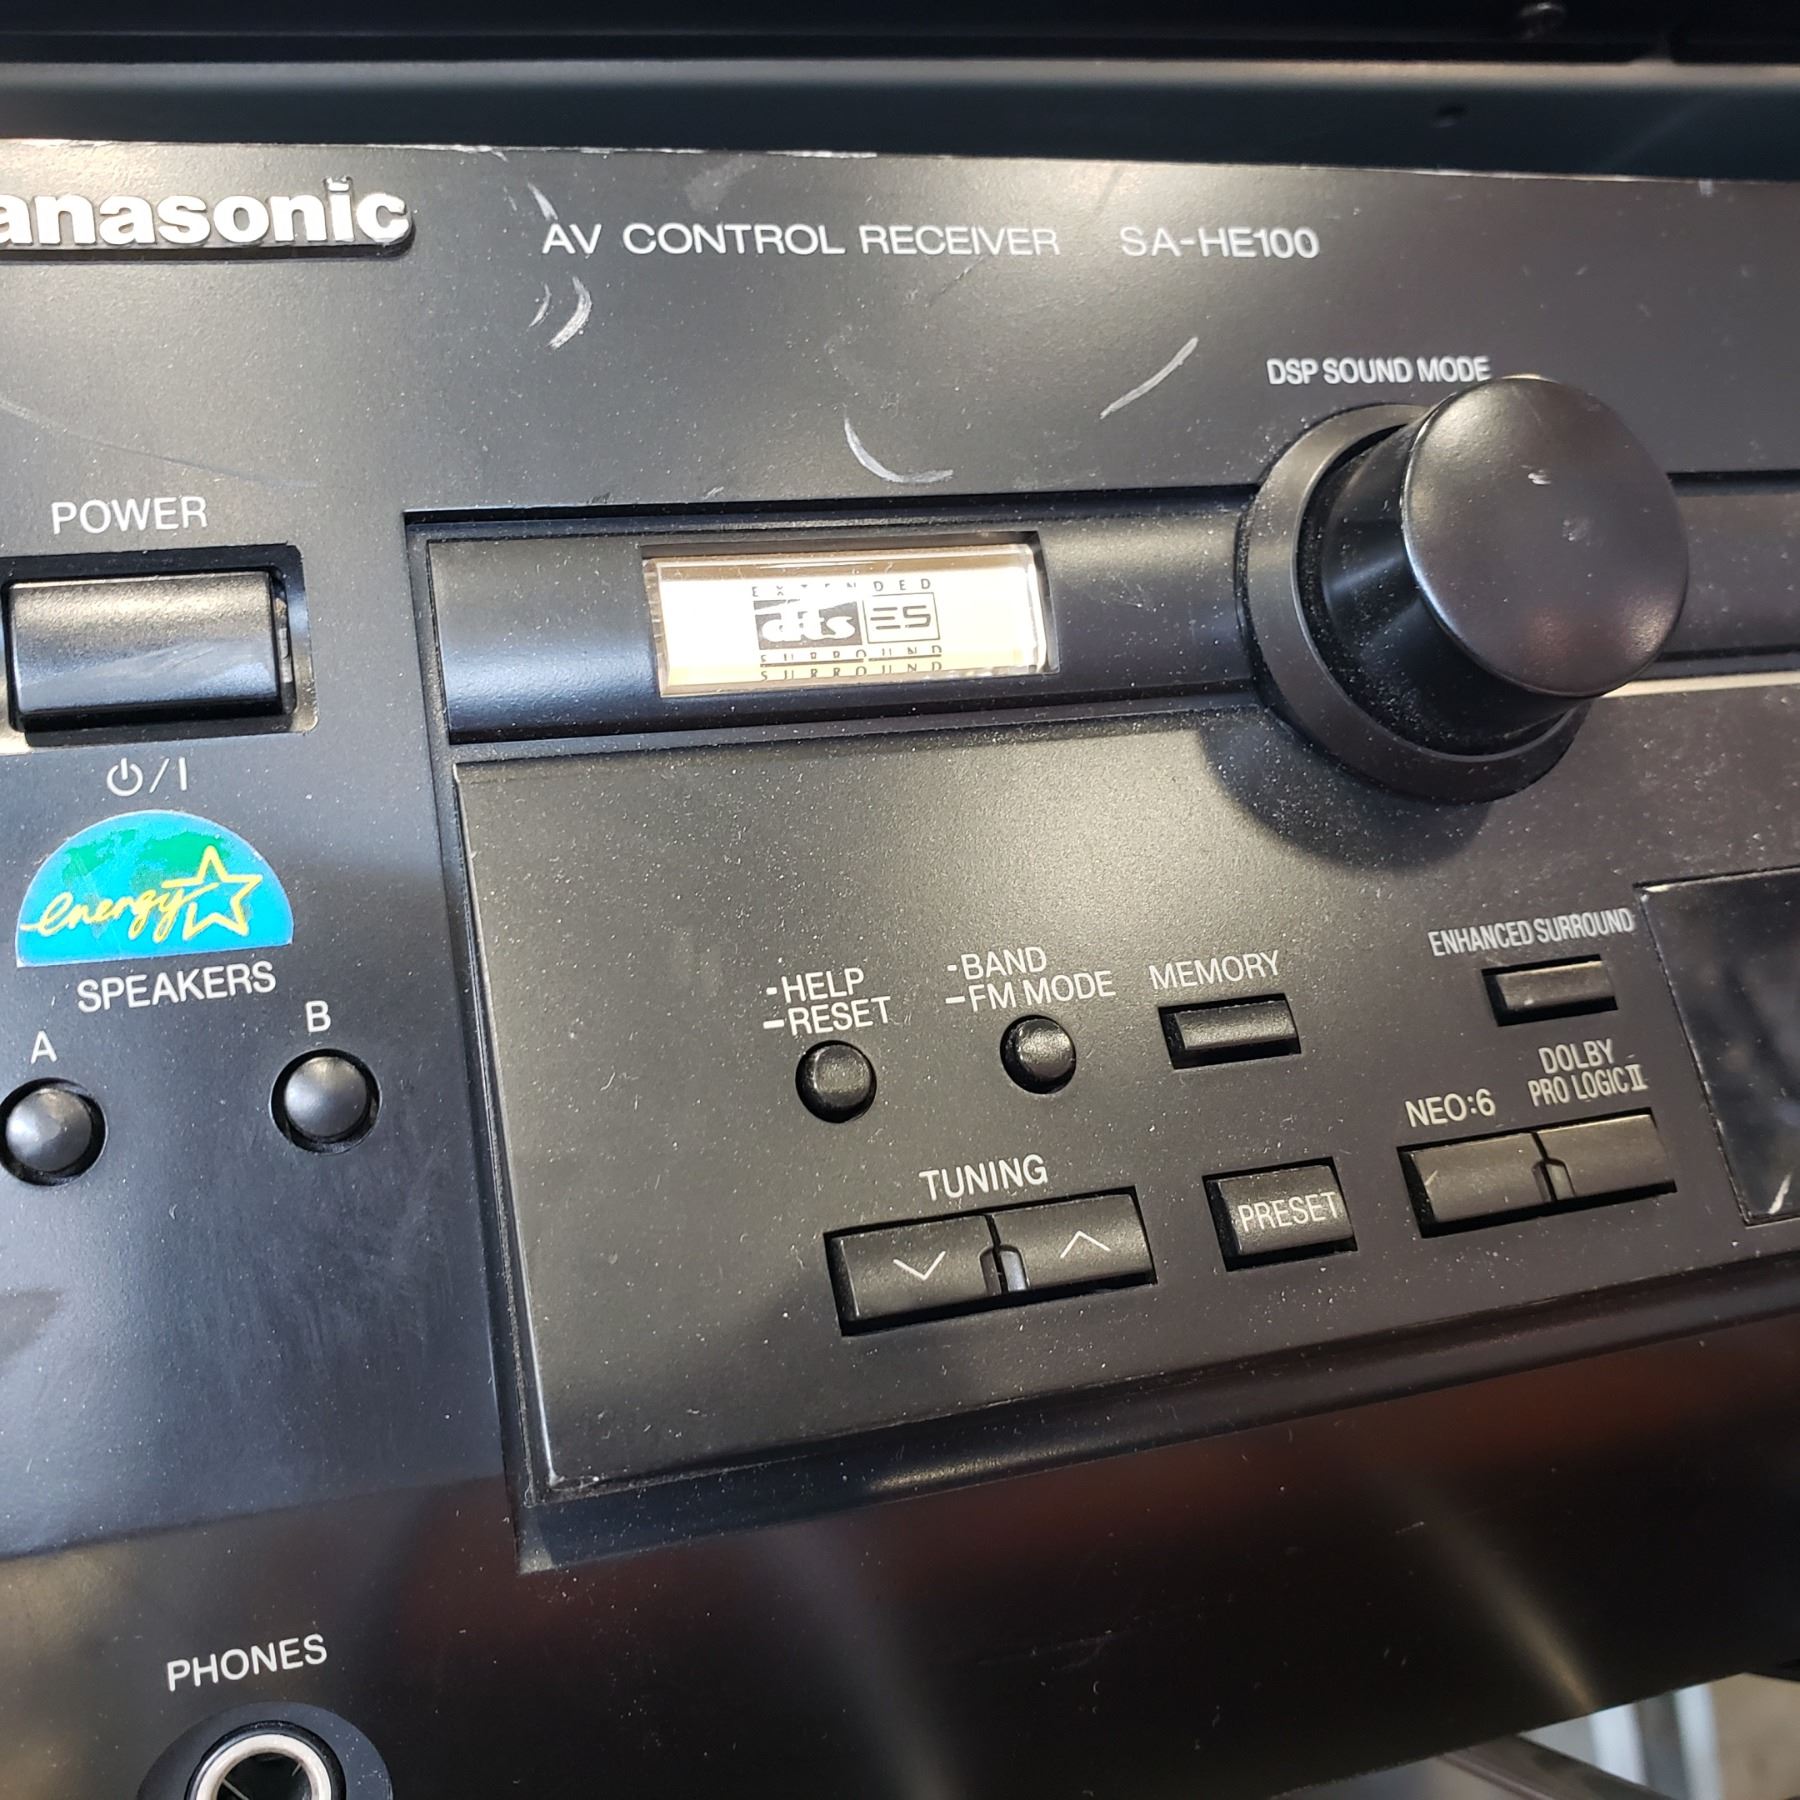 anasonic
AV CONTROL RECEIVER SA-HE100
DSP SOUND MODE
POWER
EXTENDED
dts ES
SURROUND
SURROUND
⏻/I
energy
SPEAKERS
A B
-HELP
–RESET
-BAND
–FM MODE
MEMORY
ENHANCED SURROUND
NEO:6
DOLBY
PRO LOGIC II
TUNING
PRESET
PHONES